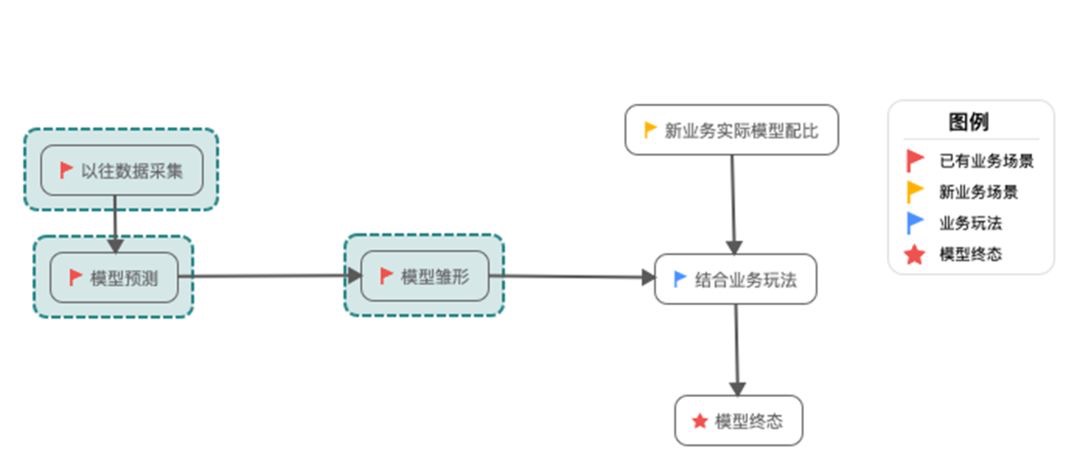 新业务实际模型配比
以往数据采集
模型预测
模型雏形
结合业务玩法
模型终态
图例
已有业务场景
新业务场景
业务玩法
模型终态